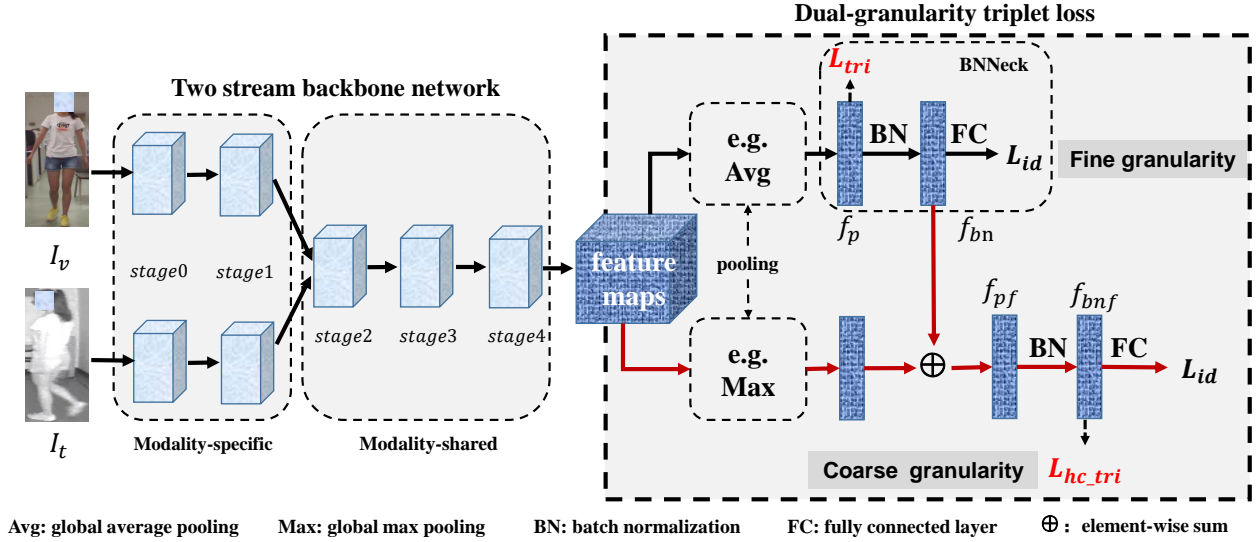 Dual-granularity triplet loss
Two stream backbone network
L_tri
BNNeck
e.g.
Avg
BN
FC
L_id
Fine granularity
I_v
stage0
stage1
f_p
f_bn
feature
maps
pooling
stage2
stage3
stage4
f_pf
f_bnf
e.g.
Max
BN
FC
L_id
I_t
Modality-specific
Modality-shared
Coarse granularity
L_hc_tri
Avg: global average pooling
Max: global max pooling
BN: batch normalization
FC: fully connected layer
⊕ : element-wise sum